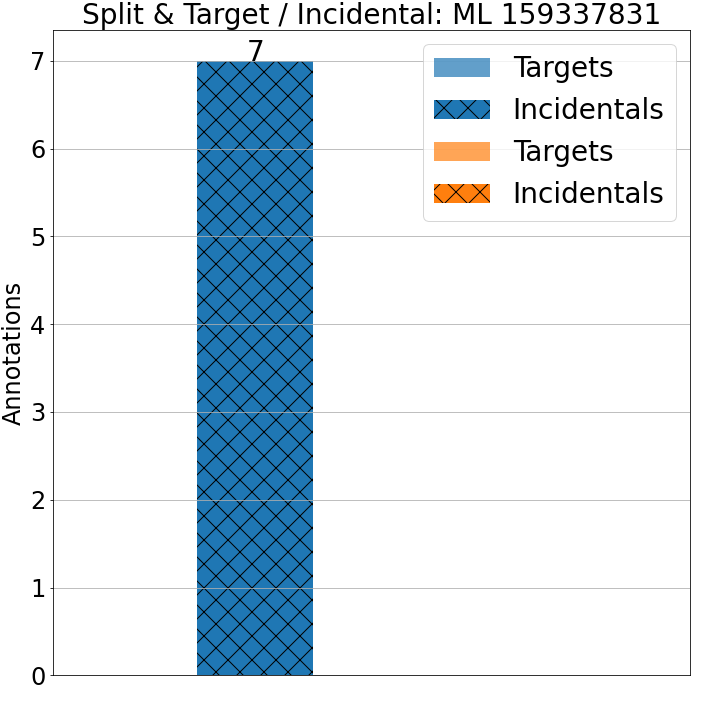 Split & Target / Incidental: ML 159337831
7
Targets
Incidentals
Targets
Incidentals
Annotations
7
6
5
4
3
2
1
0